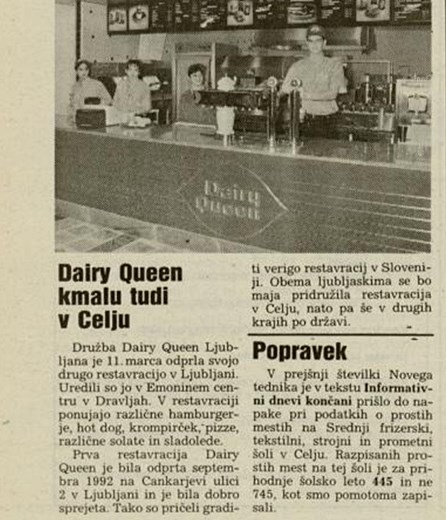 Dairy
Queen
Dairy Queen
kmalu tudi
v Celju
Družba Dairy Queen Ljub-
ljana je 11. marca odprla svojo
drugo restavracijo v Ljubljani.
Uredili so jo v Emoninem cen-
tru v Dravljah. V restavraciji
ponujajo različne hamburger-
je, hot dog, krompirček, pizze,
različne solate in sladolede.
Prva restavracija Dairy
Queen je bila odprta septem-
bra 1992 na Cankarjevi ulici
2 v Ljubljani in je bila dobro
sprejeta. Tako so pričeli gradi-
ti verigo restavracij v Sloveni-
ji. Obema ljubljaskima se bo
maja pridružila restavracija
v Celju, nato pa še v drugih
krajih po državi.
Popravek
V prejšnji številki Novega
tednika je v tekstu Informativ-
ni dnevi končani prišlo do na-
pake pri podatkih o prostih
mestih na Srednji frizerski,
tekstilni, strojni in prometni
šoli v Celju. Razpisanih pro-
stih mest na tej šoli je za pri-
hodnje šolsko leto 445 in ne
745, kot smo pomotoma zapi-
sali.